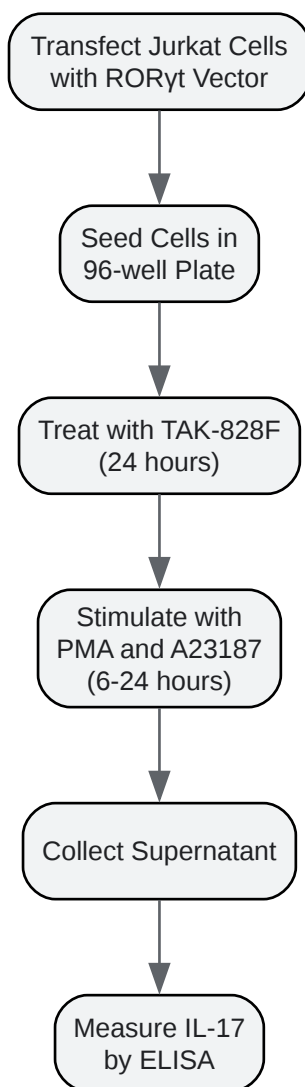 Transfect Jurkat Cells
with RORγt Vector
Seed Cells in
96-well Plate
Treat with TAK-828F
(24 hours)
Stimulate with
PMA and A23187
(6-24 hours)
Collect Supernatant
Measure IL-17
by ELISA